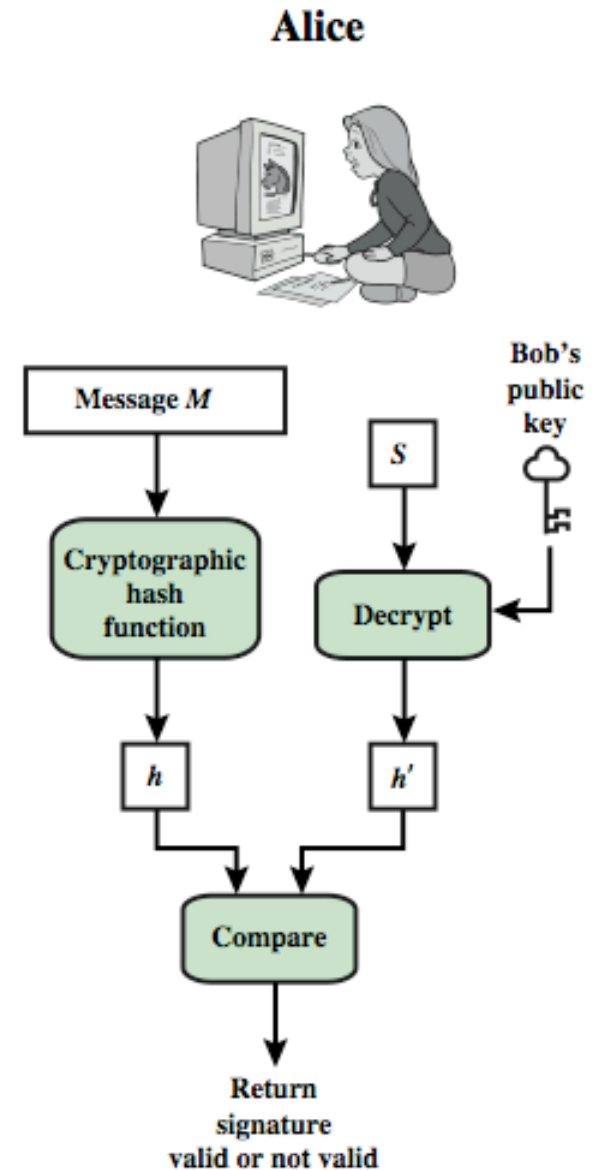 Alice
Bob's
public
key
Message M
S
Cryptographic
hash
function
Decrypt
h
h′
Compare
Return
signature
valid or not valid